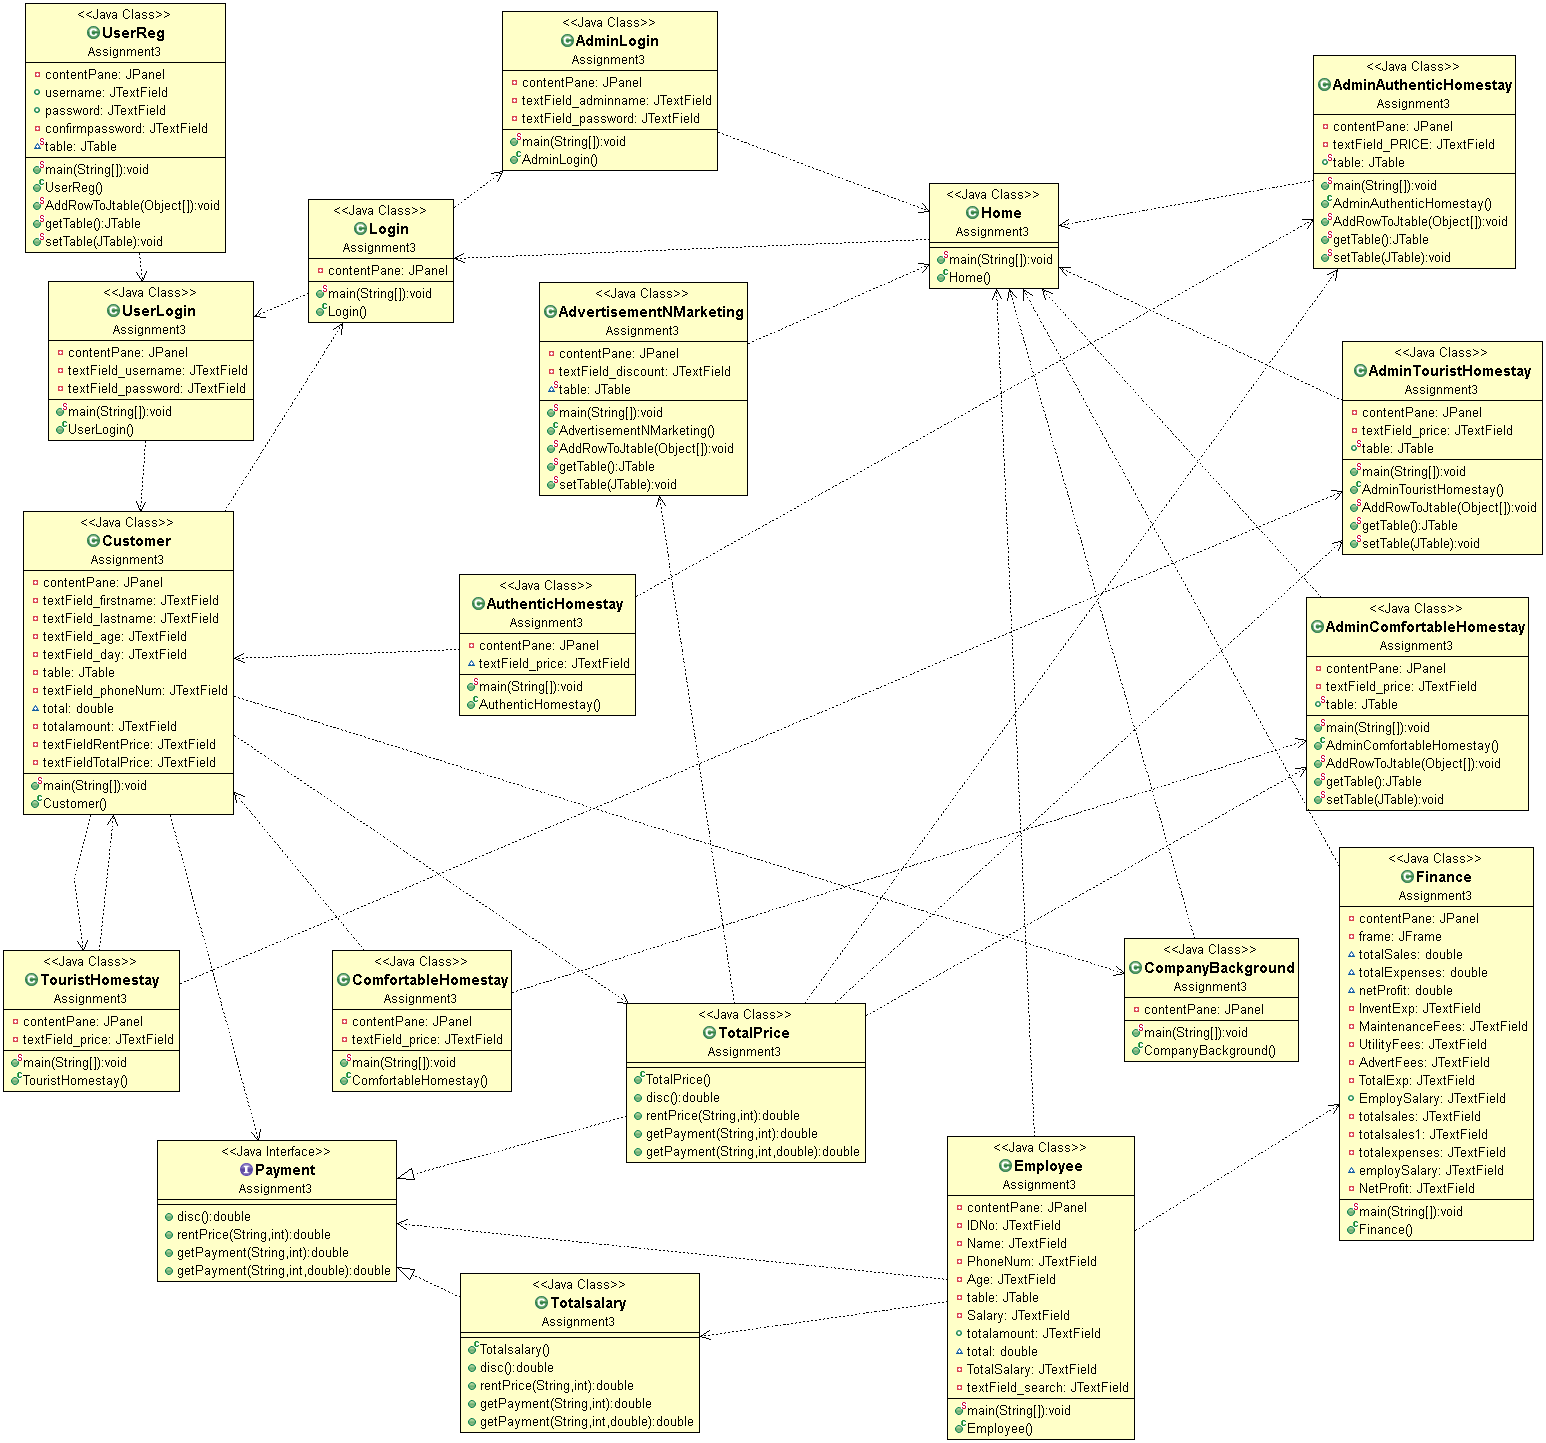 <<Java Class>>
UserReg
Assignment3
contentPane: JPanel
username: JTextField
password: JTextField
confirmpassword: JTextField
table: JTable
main(String[]):void
UserReg()
AddRowToJtable(Object[]):void
getTable():JTable
setTable(JTable):void
<<Java Class>>
AdminLogin
Assignment3
contentPane: JPanel
textField_adminname: JTextField
textField_password: JTextField
main(String[]):void
AdminLogin()
<<Java Class>>
AdminAuthenticHomestay
Assignment3
contentPane: JPanel
textField_PRICE: JTextField
table: JTable
main(String[]):void
AdminAuthenticHomestay()
AddRowToJtable(Object[]):void
getTable():JTable
setTable(JTable):void
<<Java Class>>
Login
Assignment3
contentPane: JPanel
main(String[]):void
Login()
<<Java Class>>
Home
Assignment3
main(String[]):void
Home()
<<Java Class>>
UserLogin
Assignment3
contentPane: JPanel
textField_username: JTextField
textField_password: JTextField
main(String[]):void
UserLogin()
<<Java Class>>
AdvertisementNMarketing
Assignment3
contentPane: JPanel
textField_discount: JTextField
table: JTable
main(String[]):void
AdvertisementNMarketing()
AddRowToJtable(Object[]):void
getTable():JTable
setTable(JTable):void
<<Java Class>>
AdminTouristHomestay
Assignment3
contentPane: JPanel
textField_price: JTextField
table: JTable
main(String[]):void
AdminTouristHomestay()
AddRowToJtable(Object[]):void
getTable():JTable
setTable(JTable):void
<<Java Class>>
Customer
Assignment3
contentPane: JPanel
textField_firstname: JTextField
textField_lastname: JTextField
textField_age: JTextField
textField_day: JTextField
table: JTable
textField_phoneNum: JTextField
total: double
totalamount: JTextField
textFieldRentPrice: JTextField
textFieldTotalPrice: JTextField
main(String[]):void
Customer()
<<Java Class>>
AuthenticHomestay
Assignment3
contentPane: JPanel
textField_price: JTextField
main(String[]):void
AuthenticHomestay()
<<Java Class>>
AdminComfortableHomestay
Assignment3
contentPane: JPanel
textField_price: JTextField
table: JTable
main(String[]):void
AdminComfortableHomestay()
AddRowToJtable(Object[]):void
getTable():JTable
setTable(JTable):void
<<Java Class>>
Finance
Assignment3
contentPane: JPanel
frame: JFrame
totalSales: double
totalExpenses: double
netProfit: double
InventExp: JTextField
MaintenanceFees: JTextField
UtilityFees: JTextField
AdvertFees: JTextField
TotalExp: JTextField
EmploySalary: JTextField
totalsales: JTextField
totalsales1: JTextField
totalexpenses: JTextField
employSalary: JTextField
NetProfit: JTextField
main(String[]):void
Finance()
<<Java Class>>
TouristHomestay
Assignment3
contentPane: JPanel
textField_price: JTextField
main(String[]):void
TouristHomestay()
<<Java Class>>
ComfortableHomestay
Assignment3
contentPane: JPanel
textField_price: JTextField
main(String[]):void
ComfortableHomestay()
<<Java Class>>
TotalPrice
Assignment3
TotalPrice()
disc():double
rentPrice(String,int):double
getPayment(String,int):double
getPayment(String,int,double):double
<<Java Class>>
CompanyBackground
Assignment3
contentPane: JPanel
main(String[]):void
CompanyBackground()
<<Java Interface>>
Payment
Assignment3
disc():double
rentPrice(String,int):double
getPayment(String,int):double
getPayment(String,int,double):double
<<Java Class>>
Totalsalary
Assignment3
Totalsalary()
disc():double
rentPrice(String,int):double
getPayment(String,int):double
getPayment(String,int,double):double
<<Java Class>>
Employee
Assignment3
contentPane: JPanel
IDNo: JTextField
Name: JTextField
PhoneNum: JTextField
Age: JTextField
table: JTable
Salary: JTextField
totalamount: JTextField
total: double
TotalSalary: JTextField
textField_search: JTextField
main(String[]):void
Employee()